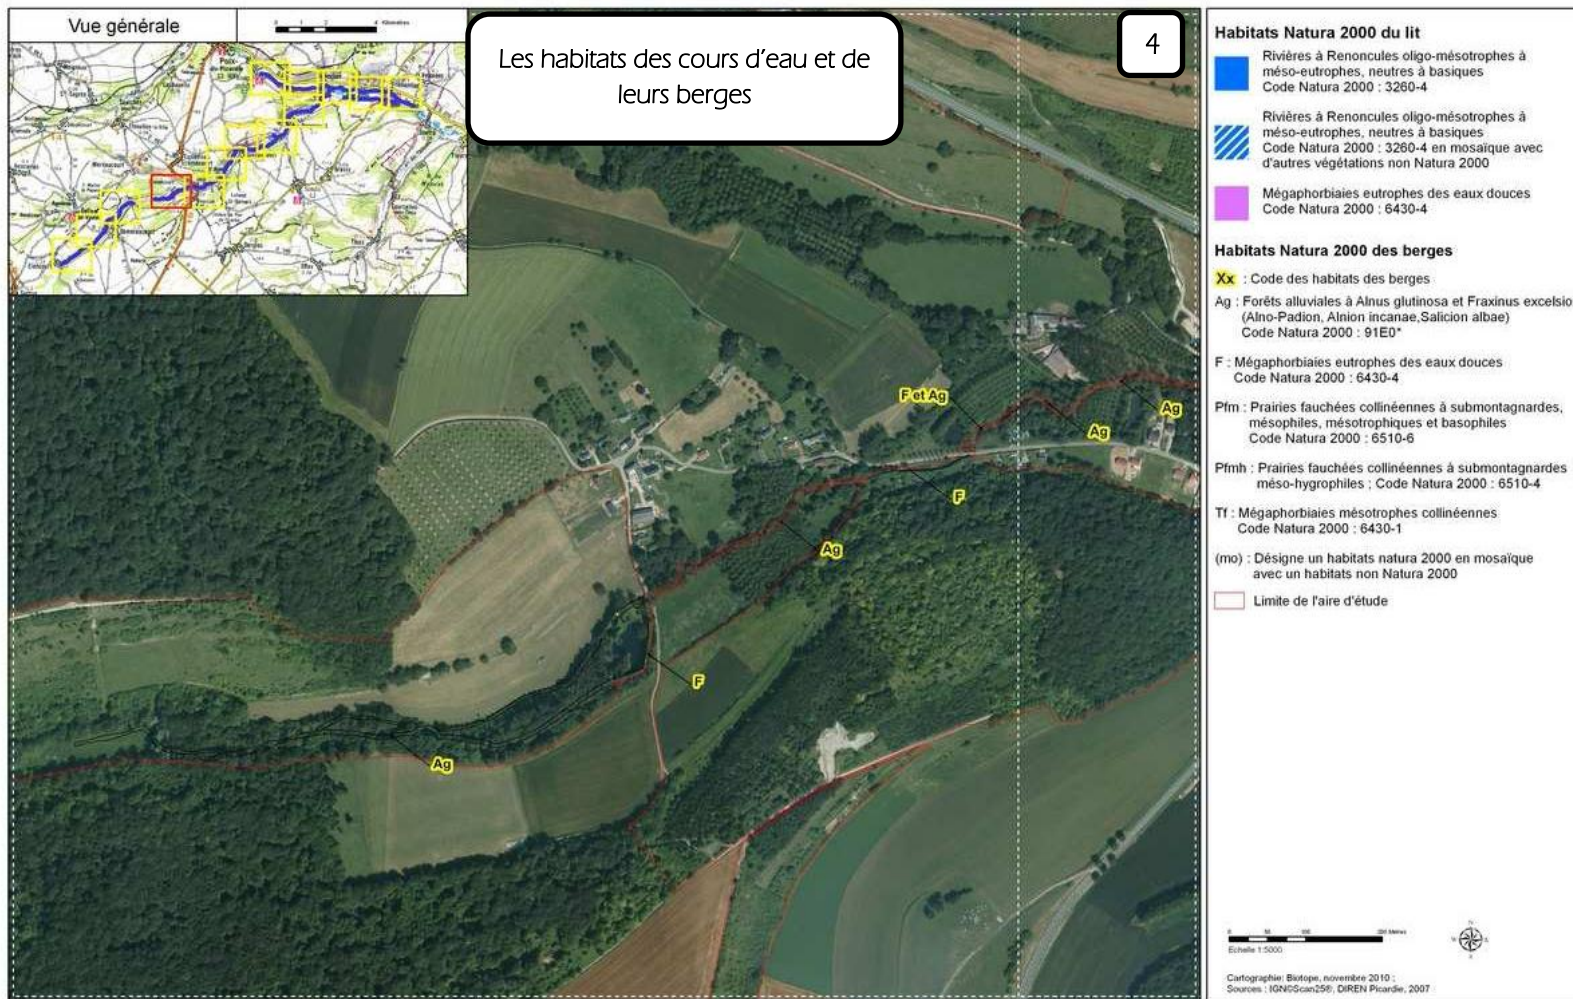 Vue générale
0 2 4 Kilomètres
Les habitats des cours d'eau et de
leurs berges
4
F et Ag
Ag
Ag
F
Ag
F
Ag
Habitats Natura 2000 du lit
Rivières à Renoncules oligo-mésotrophes à
méso-eutrophes, neutres à basiques
Code Natura 2000 : 3260-4
Rivières à Renoncules oligo-mésotrophes à
méso-eutrophes, neutres à basiques
Code Natura 2000 : 3260-4 en mosaïque avec
d'autres végétations non Natura 2000
Mégaphorbiaies eutrophes des eaux douces
Code Natura 2000 : 6430-4
Habitats Natura 2000 des berges
Xx : Code des habitats des berges
Ag : Forêts alluviales à Alnus glutinosa et Fraxinus excelsio
(Alno-Padion, Alnion incanae,Salicion albae)
Code Natura 2000 : 91E0*
F : Mégaphorbiaies eutrophes des eaux douces
Code Natura 2000 : 6430-4
Pfm : Prairies fauchées collinéennes à submontagnardes,
mésophiles, mésotrophiques et basophiles
Code Natura 2000 : 6510-6
Pfmh : Prairies fauchées collinéennes à submontagnardes
méso-hygrophiles ; Code Natura 2000 : 6510-4
Tf : Mégaphorbiaies mésotrophes collinéennes
Code Natura 2000 : 6430-1
(mo) : Désigne un habitats natura 2000 en mosaïque
avec un habitats non Natura 2000
Limite de l'aire d'étude
0 50 100 200 Mètres
Echelle 1:5000
Cartographie: Biotope, novembre 2010 ;
Sources : IGN©Scan25®, DIREN Picardie, 2007